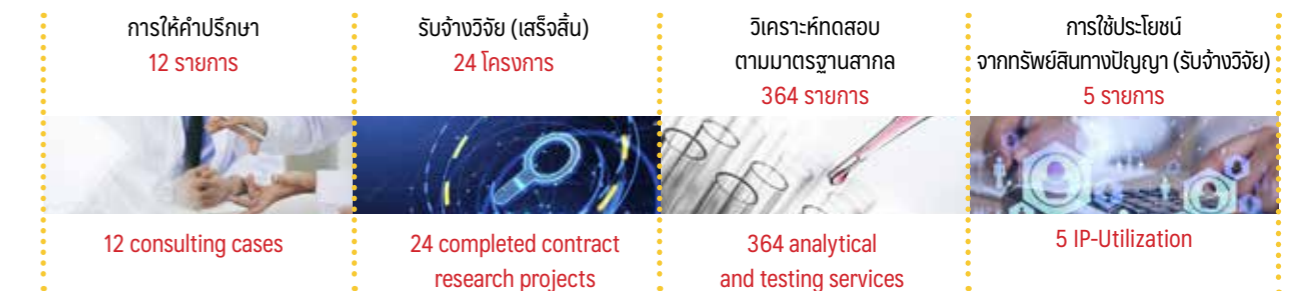 การให้คำปรึกษา
12 รายการ
12 consulting cases
รับจ้างวิจัย (เสร็จสิ้น)
24 โครงการ
24 completed contract
research projects
วิเคราะห์ทดสอบ
ตามมาตรฐานสากล
364 รายการ
364 analytical
and testing services
การใช้ประโยชน์
จากทรัพย์สินทางปัญญา (รับจ้างวิจัย)
5 รายการ
5 IP-Utilization